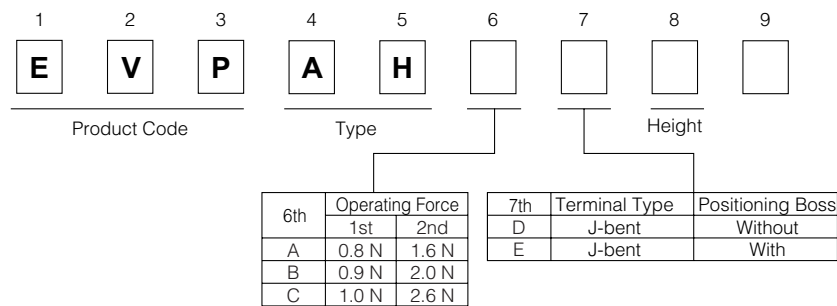 1 2 3 4 5 6 7 8 9
E V P A H
Product Code Type Height
6th Operating Force
1st 2nd
A 0.8 N 1.6 N
B 0.9 N 2.0 N
C 1.0 N 2.6 N
7th Terminal Type Positioning Boss
D J-bent Without
E J-bent With